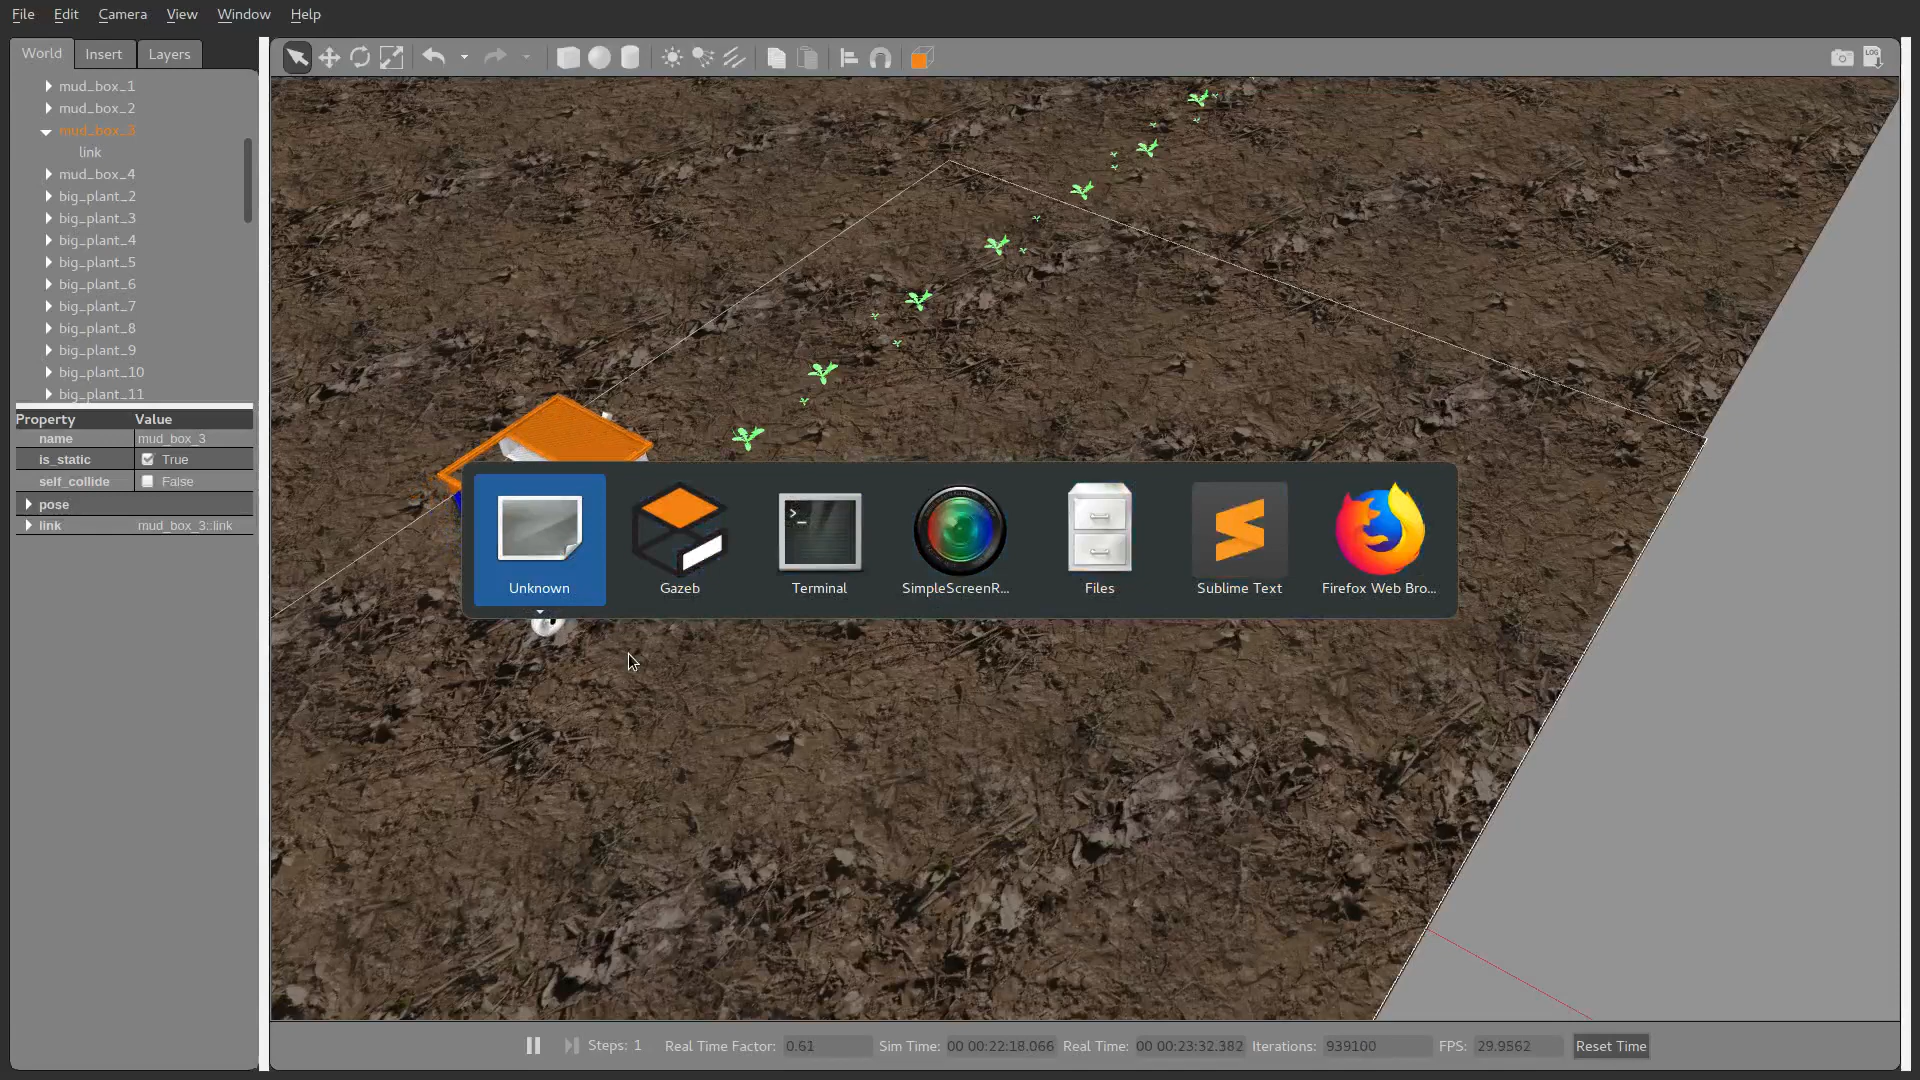 File Edit Camera View Window Help
World Insert Layers
LOG
mud_box_1
mud_box_2
mud_box_3
link
mud_box_4
big_plant_2
big_plant_3
big_plant_4
big_plant_5
big_plant_6
big_plant_7
big_plant_8
big_plant_9
big_plant_10
big_plant_11
Property Value
name mud_box_3
is_static True
self_collide False
pose
link mud_box_3::link
Unknown Gazeb Terminal SimpleScreenR... Files Sublime Text Firefox Web Bro...
Steps: 1 Real Time Factor: 0.61 Sim Time: 00 00:22:18.066 Real Time: 00 00:23:32.382 Iterations: 939100 FPS: 29.9562 Reset Time